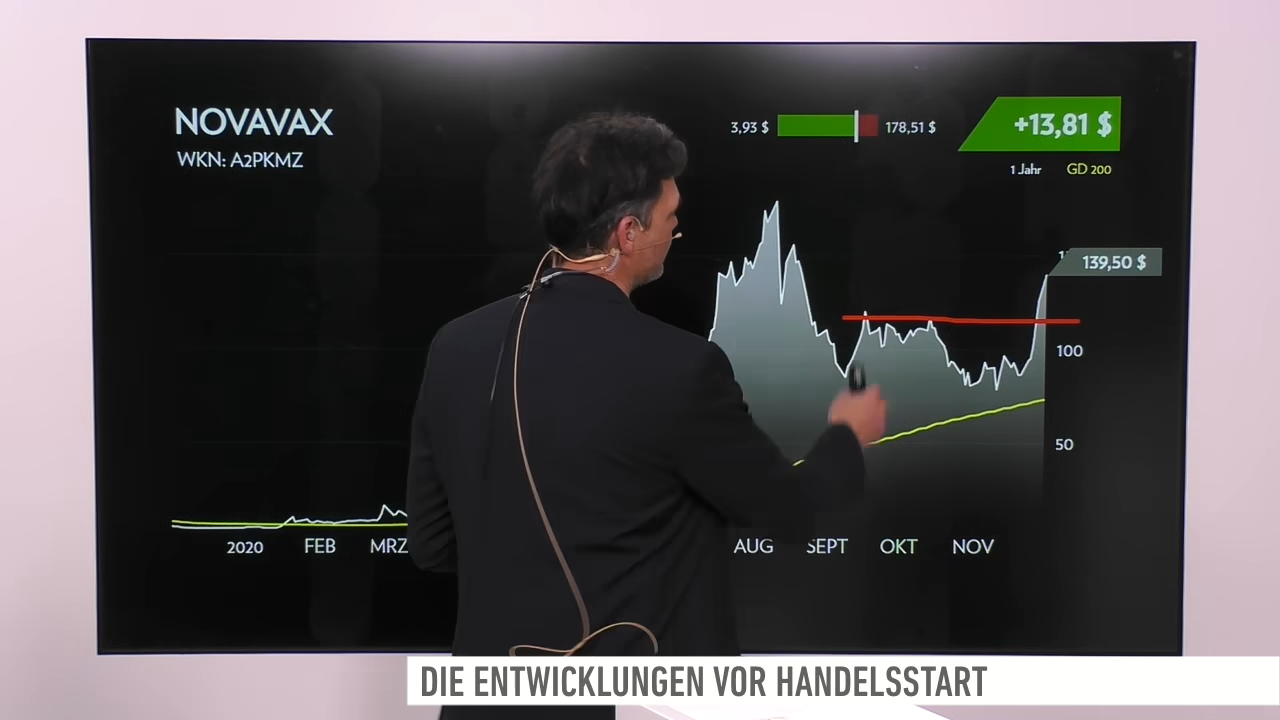 NOVAVAX
WKN: A2PKMZ
3,93 $
178,51 $
+13,81 $
1 Jahr
GD 200
139,50 $
100
50
2020
FEB
MRZ
AUG
SEPT
OKT
NOV
DIE ENTWICKLUNGEN VOR HANDELSSTART